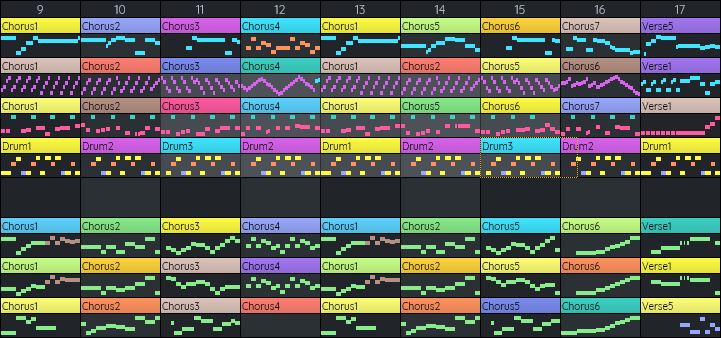 9 10 11 12 13 14 15 16 17
Chorus1 Chorus2 Chorus3 Chorus4 Chorus1 Chorus5 Chorus6 Chorus7 Verse5
Chorus1 Chorus2 Chorus3 Chorus4 Chorus1 Chorus2 Chorus5 Chorus6 Verse1
Chorus1 Chorus2 Chorus3 Chorus4 Chorus1 Chorus5 Chorus6 Chorus7 Verse1
Drum1 Drum2 Drum3 Drum2 Drum1 Drum2 Drum3 Drum2 Drum1
Chorus1 Chorus2 Chorus3 Chorus4 Chorus1 Chorus2 Chorus5 Chorus6 Verse1
Chorus1 Chorus2 Chorus3 Chorus4 Chorus1 Chorus2 Chorus5 Chorus6 Verse1
Chorus1 Chorus2 Chorus3 Chorus4 Chorus1 Chorus2 Chorus5 Chorus6 Verse5